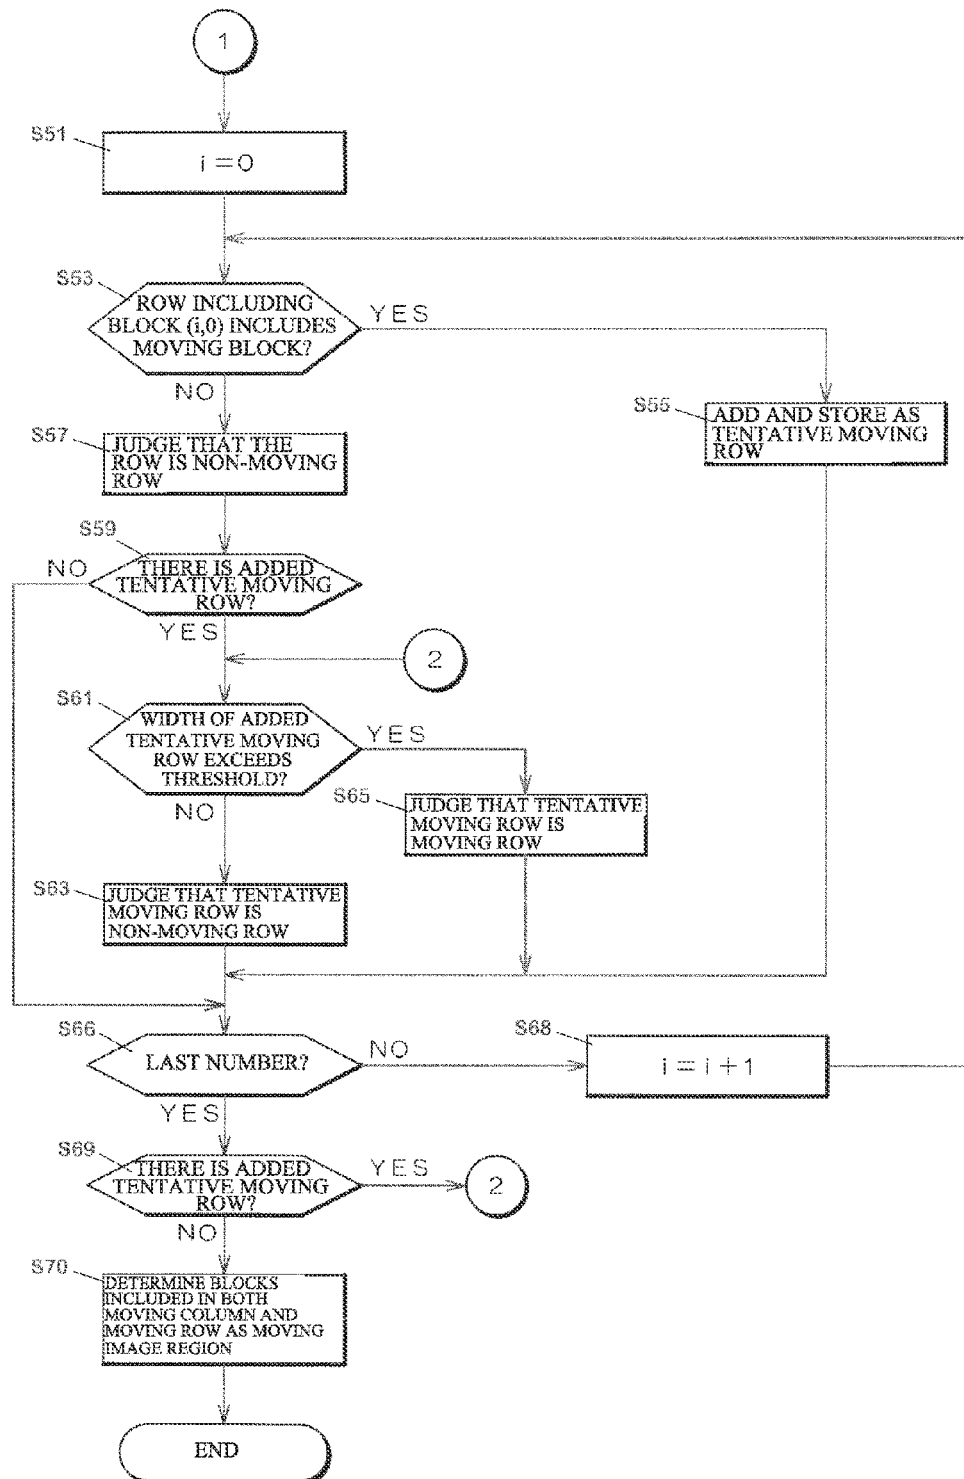 1
S51
i=0
S53
ROW INCLUDING
BLOCK (i,0) INCLUDES
MOVING BLOCK?
YES
NO
S55
ADD AND STORE AS
TENTATIVE MOVING
ROW
S57
JUDGE THAT THE
ROW IS NON-MOVING
ROW
S59
THERE IS ADDED
TENTATIVE MOVING
ROW?
NO
YES
2
S61
WIDTH OF ADDED
TENTATIVE MOVING
ROW EXCEEDS
THRESHOLD?
YES
NO
S65
JUDGE THAT TENTATIVE
MOVING ROW IS
MOVING ROW
S63
JUDGE THAT TENTATIVE
MOVING ROW IS
NON-MOVING ROW
S66
LAST NUMBER?
NO
YES
S68
i=i+1
S69
THERE IS ADDED
TENTATIVE MOVING
ROW?
YES
2
NO
S70
DETERMINE BLOCKS
INCLUDED IN BOTH
MOVING COLUMN AND
MOVING ROW AS MOVING
IMAGE REGION
END